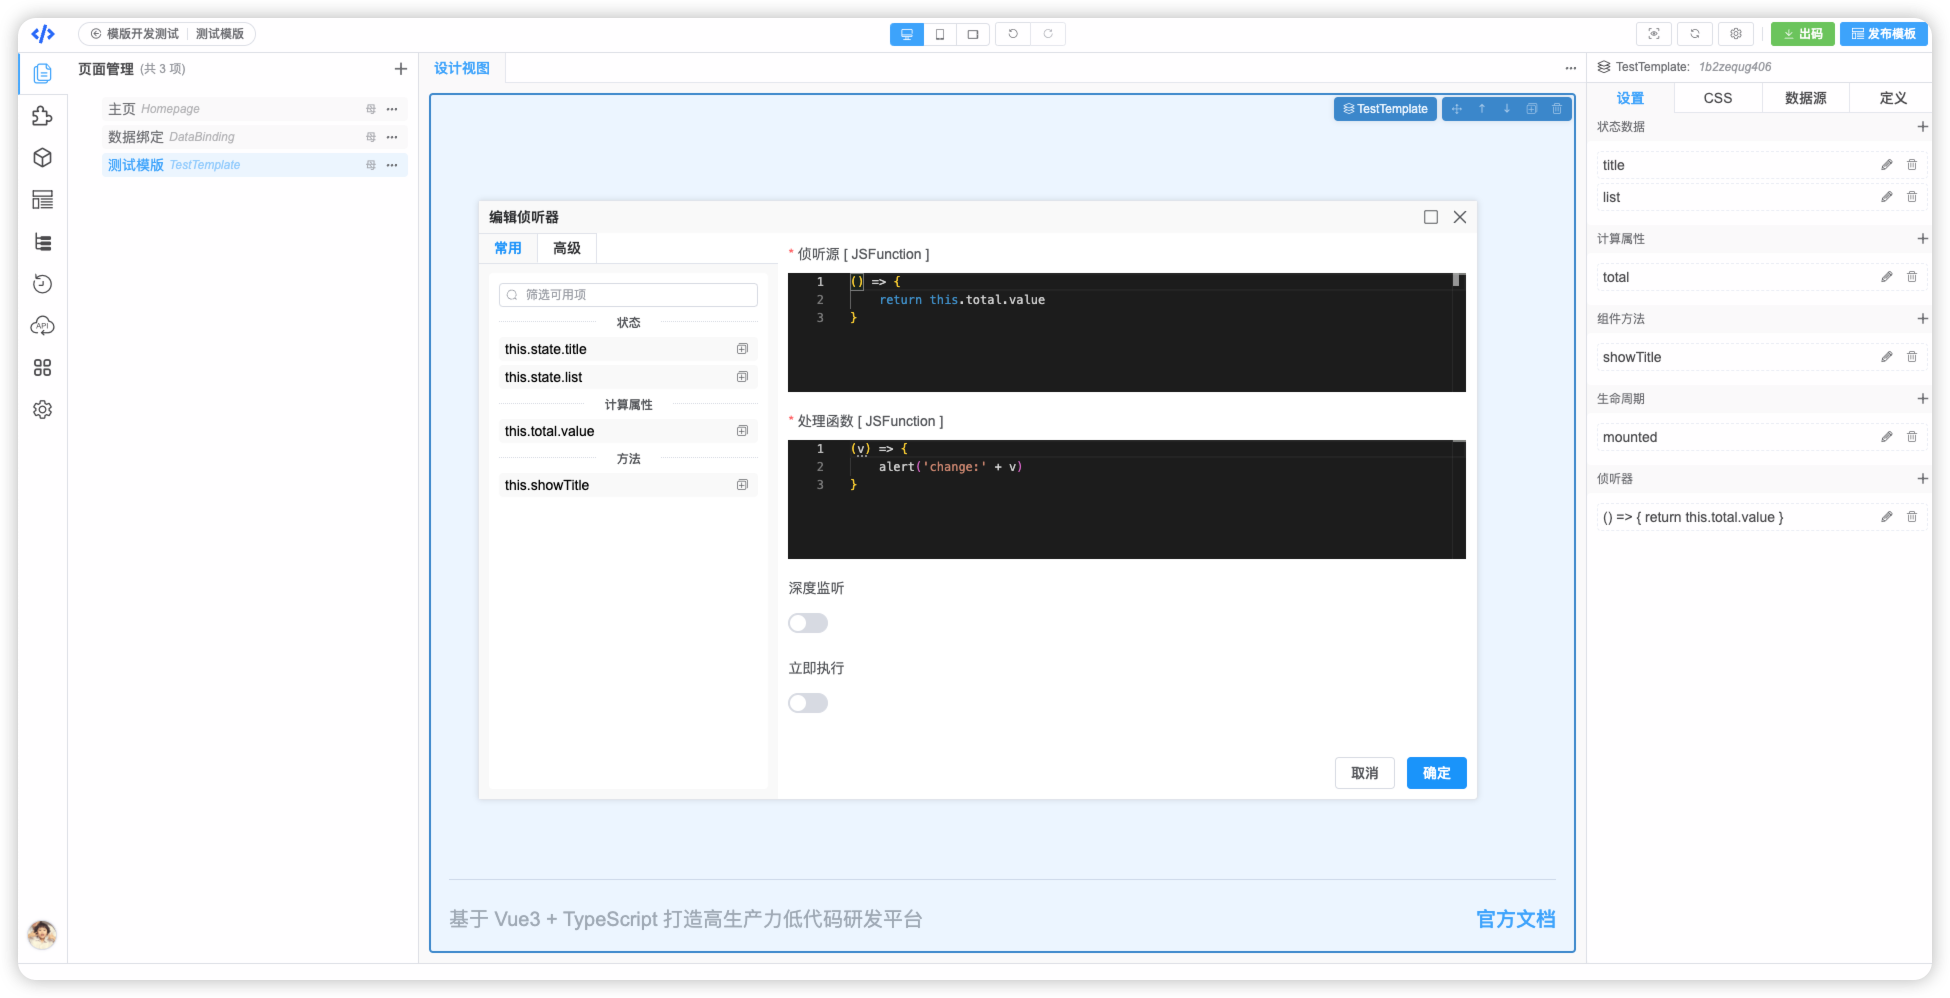 模版开发测试 测试模版
出码 发布模板
页面管理 (共 3 项)
主页 Homepage
数据绑定 DataBinding
测试模版 TestTemplate
设计视图
TestTemplate
编辑侦听器
常用 高级
筛选可用项
状态
this.state.title
this.state.list
计算属性
this.total.value
方法
this.showTitle
* 侦听源 [ JSFunction ]
1 () => {
2 return this.total.value
3 }
* 处理函数 [ JSFunction ]
1 (v) => {
2 alert('change:' + v)
3 }
深度监听
立即执行
取消 确定
基于 Vue3 + TypeScript 打造高生产力低代码研发平台
官方文档
TestTemplate: 1b2zequg406
设置 CSS 数据源 定义
状态数据
title
list
计算属性
total
组件方法
showTitle
生命周期
mounted
侦听器
() => { return this.total.value }
API